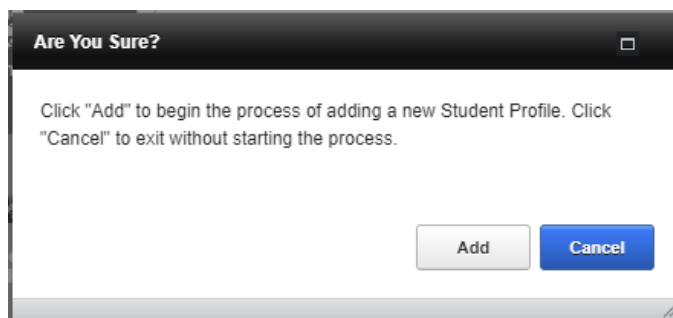 Are You Sure?
Click "Add" to begin the process of adding a new Student Profile. Click
"Cancel" to exit without starting the process.
Add
Cancel